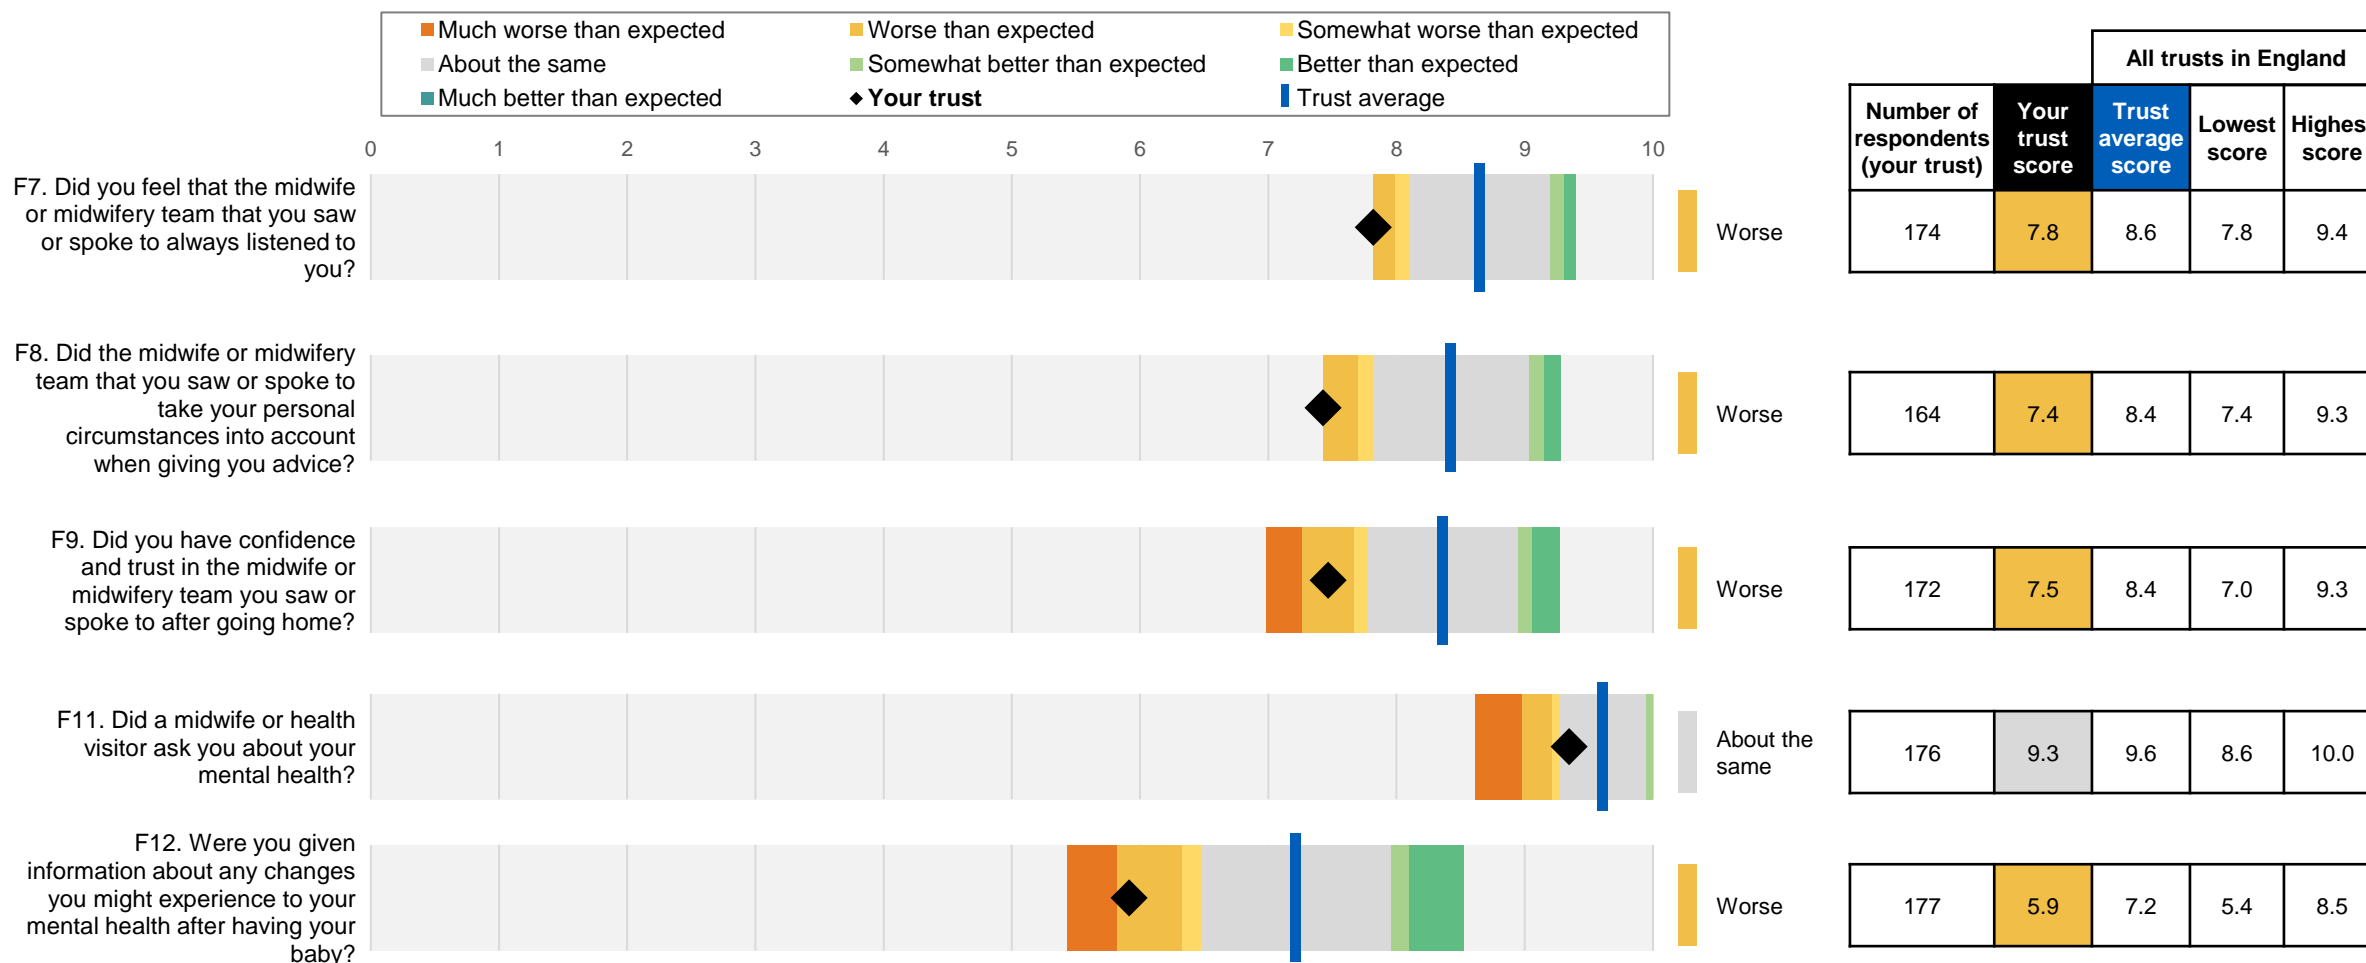 Much worse than expected
Worse than expected
Somewhat worse than expected
About the same
Somewhat better than expected
Better than expected
Much better than expected
Your trust
Trust average
All trusts in England
Number of
respondents
(your trust)
Your
trust
score
Trust
average
score
Lowest
score
Highes
score
0 1 2 3 4 5 6 7 8 9 10
F7. Did you feel that the midwife
or midwifery team that you saw
or spoke to always listened to
you?
Worse
174 7.8 8.6 7.8 9.4
F8. Did the midwife or midwifery
team that you saw or spoke to
take your personal
circumstances into account
when giving you advice?
Worse
164 7.4 8.4 7.4 9.3
F9. Did you have confidence
and trust in the midwife or
midwifery team you saw or
spoke to after going home?
Worse
172 7.5 8.4 7.0 9.3
F11. Did a midwife or health
visitor ask you about your
mental health?
About the
same
176 9.3 9.6 8.6 10.0
F12. Were you given
information about any changes
you might experience to your
mental health after having your
baby?
Worse
177 5.9 7.2 5.4 8.5